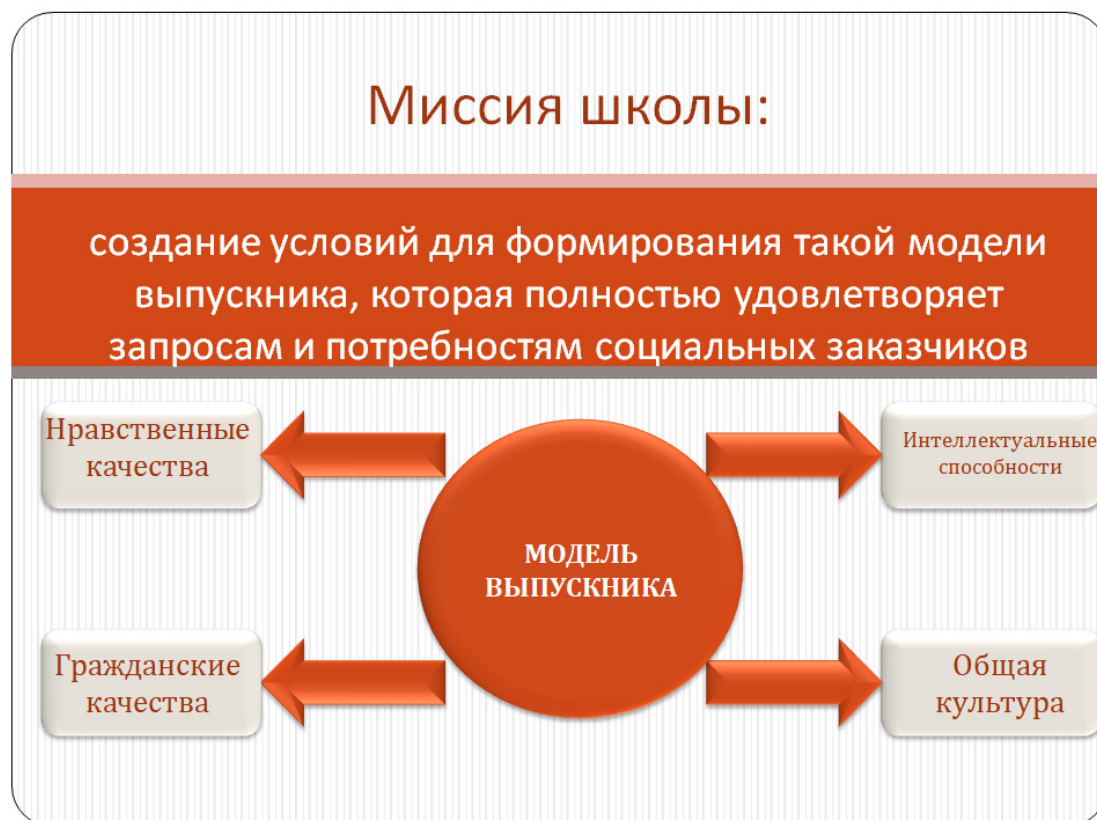 Миссия школы:
создание условий для формирования такой модели
выпускника, которая полностью удовлетворяет
запросам и потребностям социальных заказчиков
Нравственные
качества
Интеллектуальные
способности
МОДЕЛЬ
ВЫПУСКНИКА
Гражданские
качества
Общая
культура